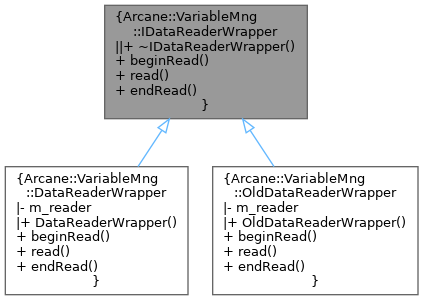 {Arcane::VariableMng
::IDataReaderWrapper
||+ ~IDataReaderWrapper()
+ beginRead()
+ read()
+ endRead()
}
{Arcane::VariableMng
::DataReaderWrapper
|- m_reader
|+ DataReaderWrapper()
+ beginRead()
+ read()
+ endRead()
}
{Arcane::VariableMng
::OldDataReaderWrapper
|- m_reader
|+ OldDataReaderWrapper()
+ beginRead()
+ read()
+ endRead()
}